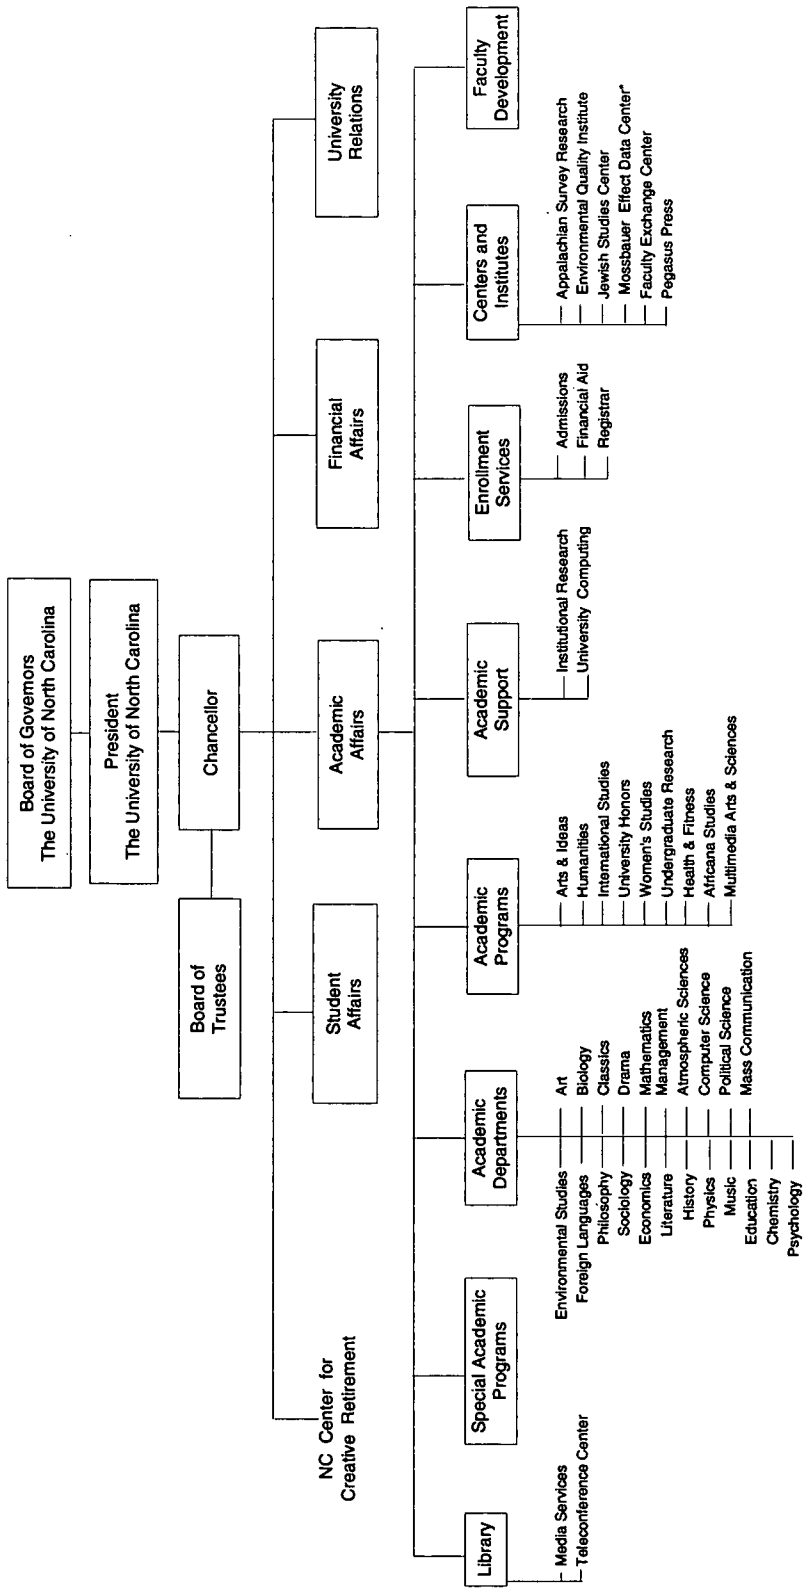 Board of Governors
The University of North Carolina
President
The University of North Carolina
Chancellor
Board of
Trustees
NC Center for
Creative Retirement
Student
Affairs
Academic
Affairs
Financial
Affairs
University
Relations
Library
Media Services
Teleconference Center
Special Academic
Programs
Academic
Departments
Environmental Studies
Foreign Languages
Philosophy
Sociology
Economics
Literature
History
Physics
Music
Education
Chemistry
Psychology
Art
Biology
Classics
Drama
Mathematics
Management
Atmospheric Sciences
Computer Science
Political Science
Mass Communication
Academic
Programs
Arts & Ideas
Humanities
International Studies
University Honors
Women's Studies
Undergraduate Research
Health & Fitness
Africana Studies
Multimedia Arts & Sciences
Academic
Support
Institutional Research
University Computing
Enrollment
Services
Admissions
Financial Aid
Registrar
Centers and
Institutes
Appalachian Survey Research
Environmental Quality Institute
Jewish Studies Center
Mossbauer Effect Data Center*
Faculty Exchange Center
Pegasus Press
Faculty
Development